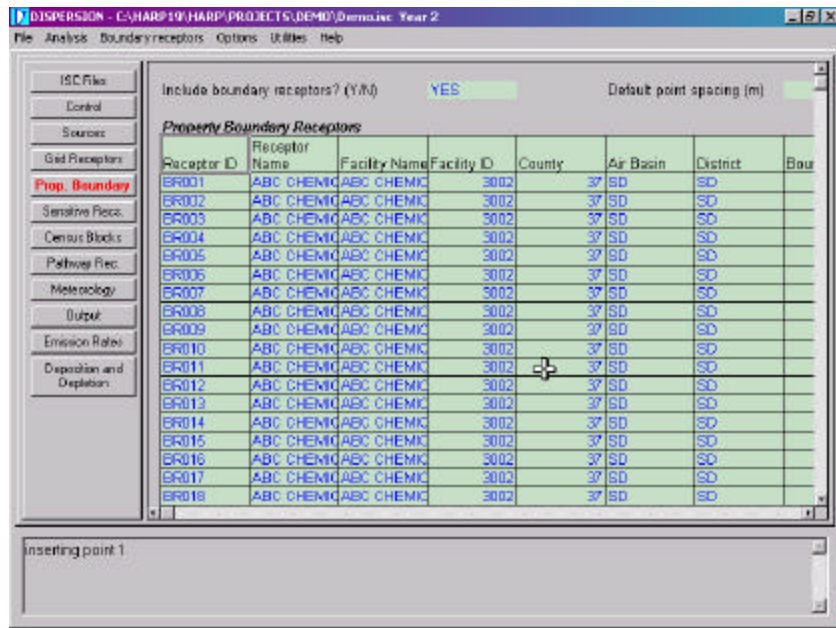 DISPERSION - C:\HARP19\HARP\PROJECTS\DEMO\Demo.isc Year 2
File Analysis Boundary receptors Options Utilities Help
ISC Files
Control
Sources
Grid Receptors
Prop. Boundary
Sensitive Recs.
Census Blocks
Pathway Rec.
Meteorology
Output
Emission Rates
Deposition and
Depletion
Include boundary receptors? (Y/N) YES Default point spacing (m)
Property Boundary Receptors
Receptor ID Receptor Name Facility Name Facility ID County Air Basin District Bour
BR001 ABC CHEMIC ABC CHEMIC 3002 37 SD SD
BR002 ABC CHEMIC ABC CHEMIC 3002 37 SD SD
BR003 ABC CHEMIC ABC CHEMIC 3002 37 SD SD
BR004 ABC CHEMIC ABC CHEMIC 3002 37 SD SD
BR005 ABC CHEMIC ABC CHEMIC 3002 37 SD SD
BR006 ABC CHEMIC ABC CHEMIC 3002 37 SD SD
BR007 ABC CHEMIC ABC CHEMIC 3002 37 SD SD
BR008 ABC CHEMIC ABC CHEMIC 3002 37 SD SD
BR009 ABC CHEMIC ABC CHEMIC 3002 37 SD SD
BR010 ABC CHEMIC ABC CHEMIC 3002 37 SD SD
BR011 ABC CHEMIC ABC CHEMIC 3002 37 SD SD
BR012 ABC CHEMIC ABC CHEMIC 3002 37 SD SD
BR013 ABC CHEMIC ABC CHEMIC 3002 37 SD SD
BR014 ABC CHEMIC ABC CHEMIC 3002 37 SD SD
BR015 ABC CHEMIC ABC CHEMIC 3002 37 SD SD
BR016 ABC CHEMIC ABC CHEMIC 3002 37 SD SD
BR017 ABC CHEMIC ABC CHEMIC 3002 37 SD SD
BR018 ABC CHEMIC ABC CHEMIC 3002 37 SD SD
inserting point 1